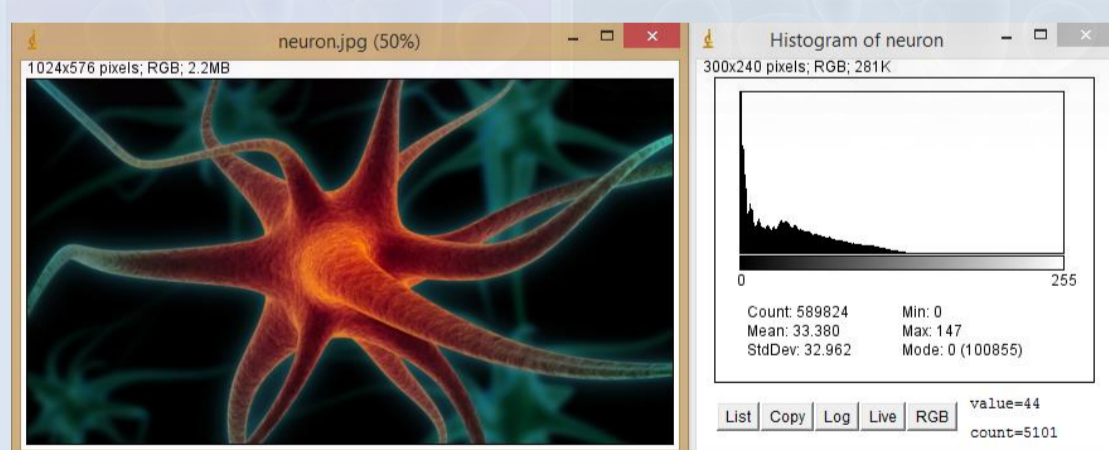 neuron.jpg (50%)
1024x576 pixels; RGB; 2.2MB
Histogram of neuron
300x240 pixels; RGB; 281K
0 255
Count: 589824 Min: 0
Mean: 33.380 Max: 147
StdDev: 32.962 Mode: 0 (100855)
List Copy Log Live RGB
value=44
count=5101